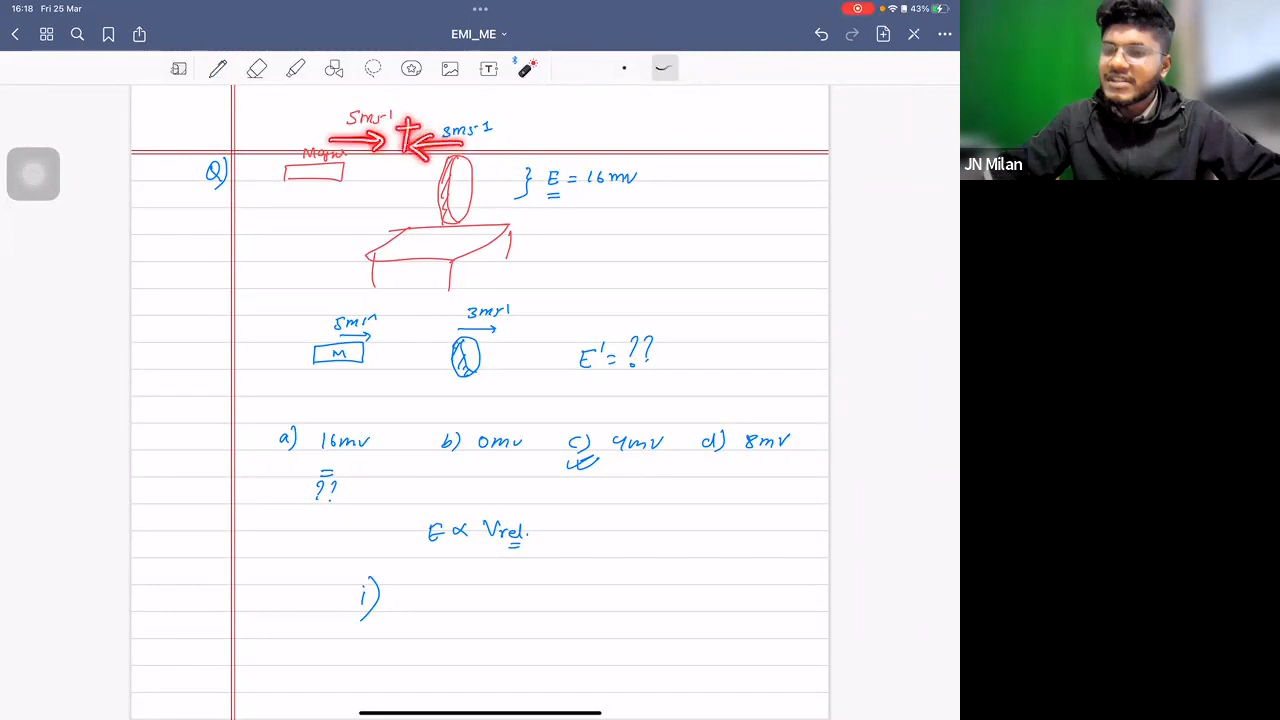 16:18 Fri 25 Mar
43%
EMI_ME
JN Milan
5ms-1
3ms-1
Q)
E = 16mv
5ms-1
3ms-1
M
E' = ??
a) 16mv b) 0mv c) 4mv d) 8mv
??
E ∝ Vrel.
i)